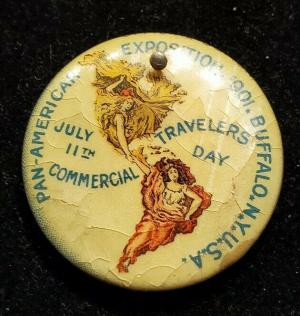 PAN-AMERICAN EXPOSITION, 1901, BUFFALO, N.Y. U.S.A.
JULY
11TH
COMMERCIAL
TRAVELERS
DAY